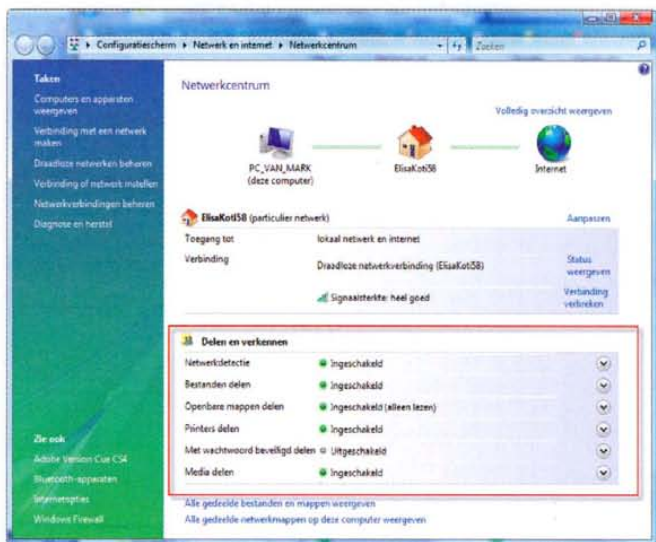 Configuratiescherm ▸ Netwerk en internet ▸ Netwerkcentrum
Zoeken
Taken
Computers en apparaten
weergeven
Verbinding met een netwerk
maken
Draadloze netwerken beheren
Verbinding of netwerk instellen
Netwerkverbindingen beheren
Diagnose en herstel
Zie ook
Adobe Version Cue CS4
Bluetooth-apparaten
Internetopties
Windows Firewall
Netwerkcentrum
Volledig overzicht weergeven
PC_VAN_MARK
(deze computer)
ElisaKoti58
Internet
ElisaKoti58 (particulier netwerk)
Aanpassen
Toegang tot lokaal netwerk en internet
Verbinding Draadloze netwerkverbinding (ElisaKoti58)
Status
weergeven
Signaalsterkte: heel goed
Verbinding
verbreken
Delen en verkennen
Netwerkdetectie Ingeschakeld
Bestanden delen Ingeschakeld
Openbare mappen delen Ingeschakeld (alleen lezen)
Printers delen Ingeschakeld
Met wachtwoord beveiligd delen Uitgeschakeld
Media delen Ingeschakeld
Alle gedeelde bestanden en mappen weergeven
Alle gedeelde netwerkmappen op deze computer weergeven